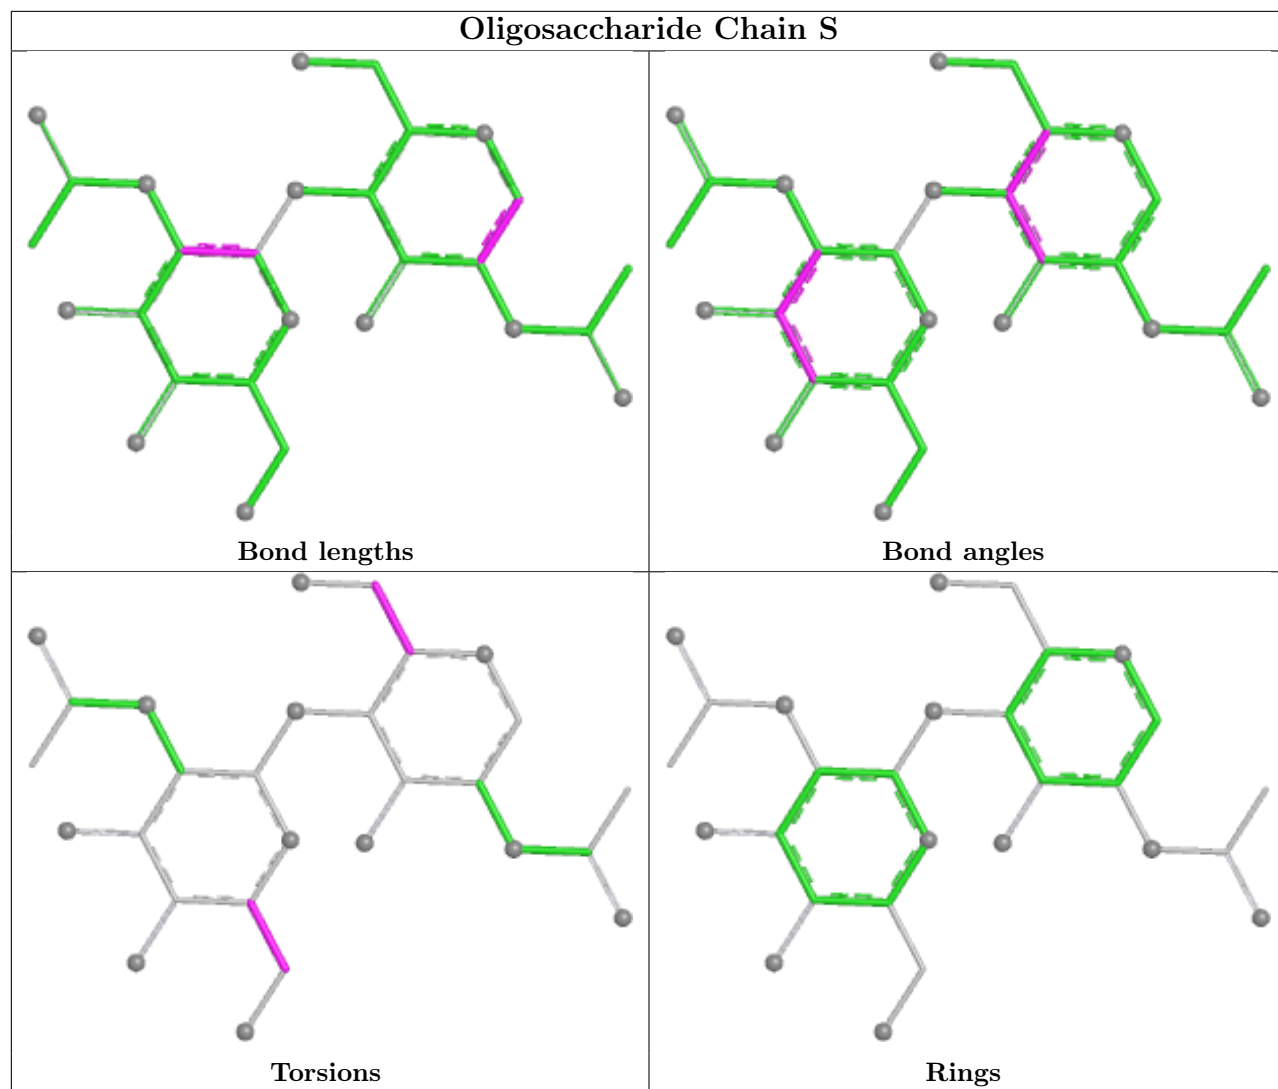 Oligosaccharide Chain S
Bond lengths
Bond angles
Torsions
Rings